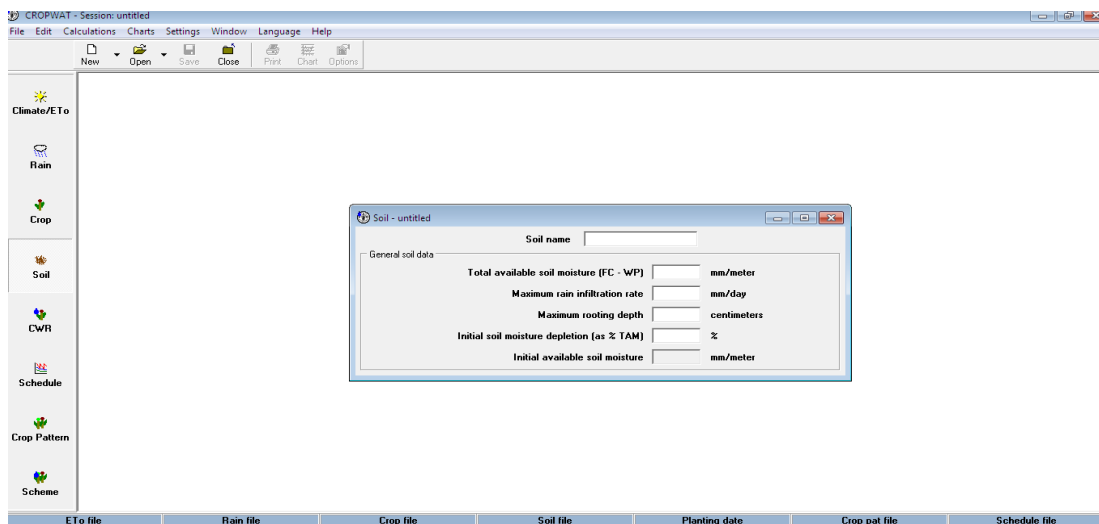 CROPWAT - Session: untitled
File Edit Calculations Charts Settings Window Language Help
New Open Save Close Print Chart Options
Climate/ETo
Rain
Crop
Soil
CWR
Schedule
Crop Pattern
Scheme
Soil - untitled
Soil name
General soil data
Total available soil moisture (FC - WP) mm/meter
Maximum rain infiltration rate mm/day
Maximum rooting depth centimeters
Initial soil moisture depletion (as % TAM) %
Initial available soil moisture mm/meter
ETo file Rain file Crop file Soil file Planting date Crop pat file Schedule file